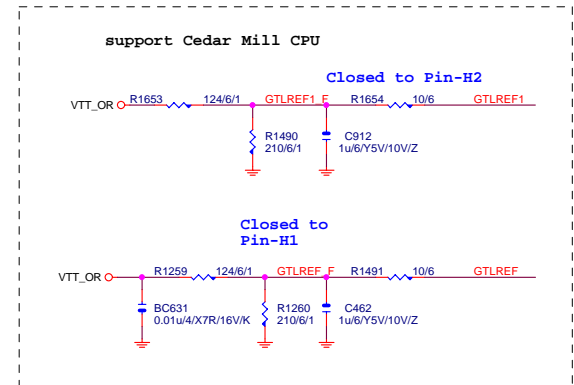 support Cedar Mill CPU
Closed to Pin-H2
VTT_OR R1653 124/6/1 GTLREF1_F R1654 10/6 GTLREF1
R1490 C912
210/6/1 1u/6/Y5V/10V/Z
Closed to
Pin-H1
VTT_OR R1259 124/6/1 GTLREF_F R1491 10/6 GTLREF
BC631 R1260 C462
0.01u/4/X7R/16V/K 210/6/1 1u/6/Y5V/10V/Z